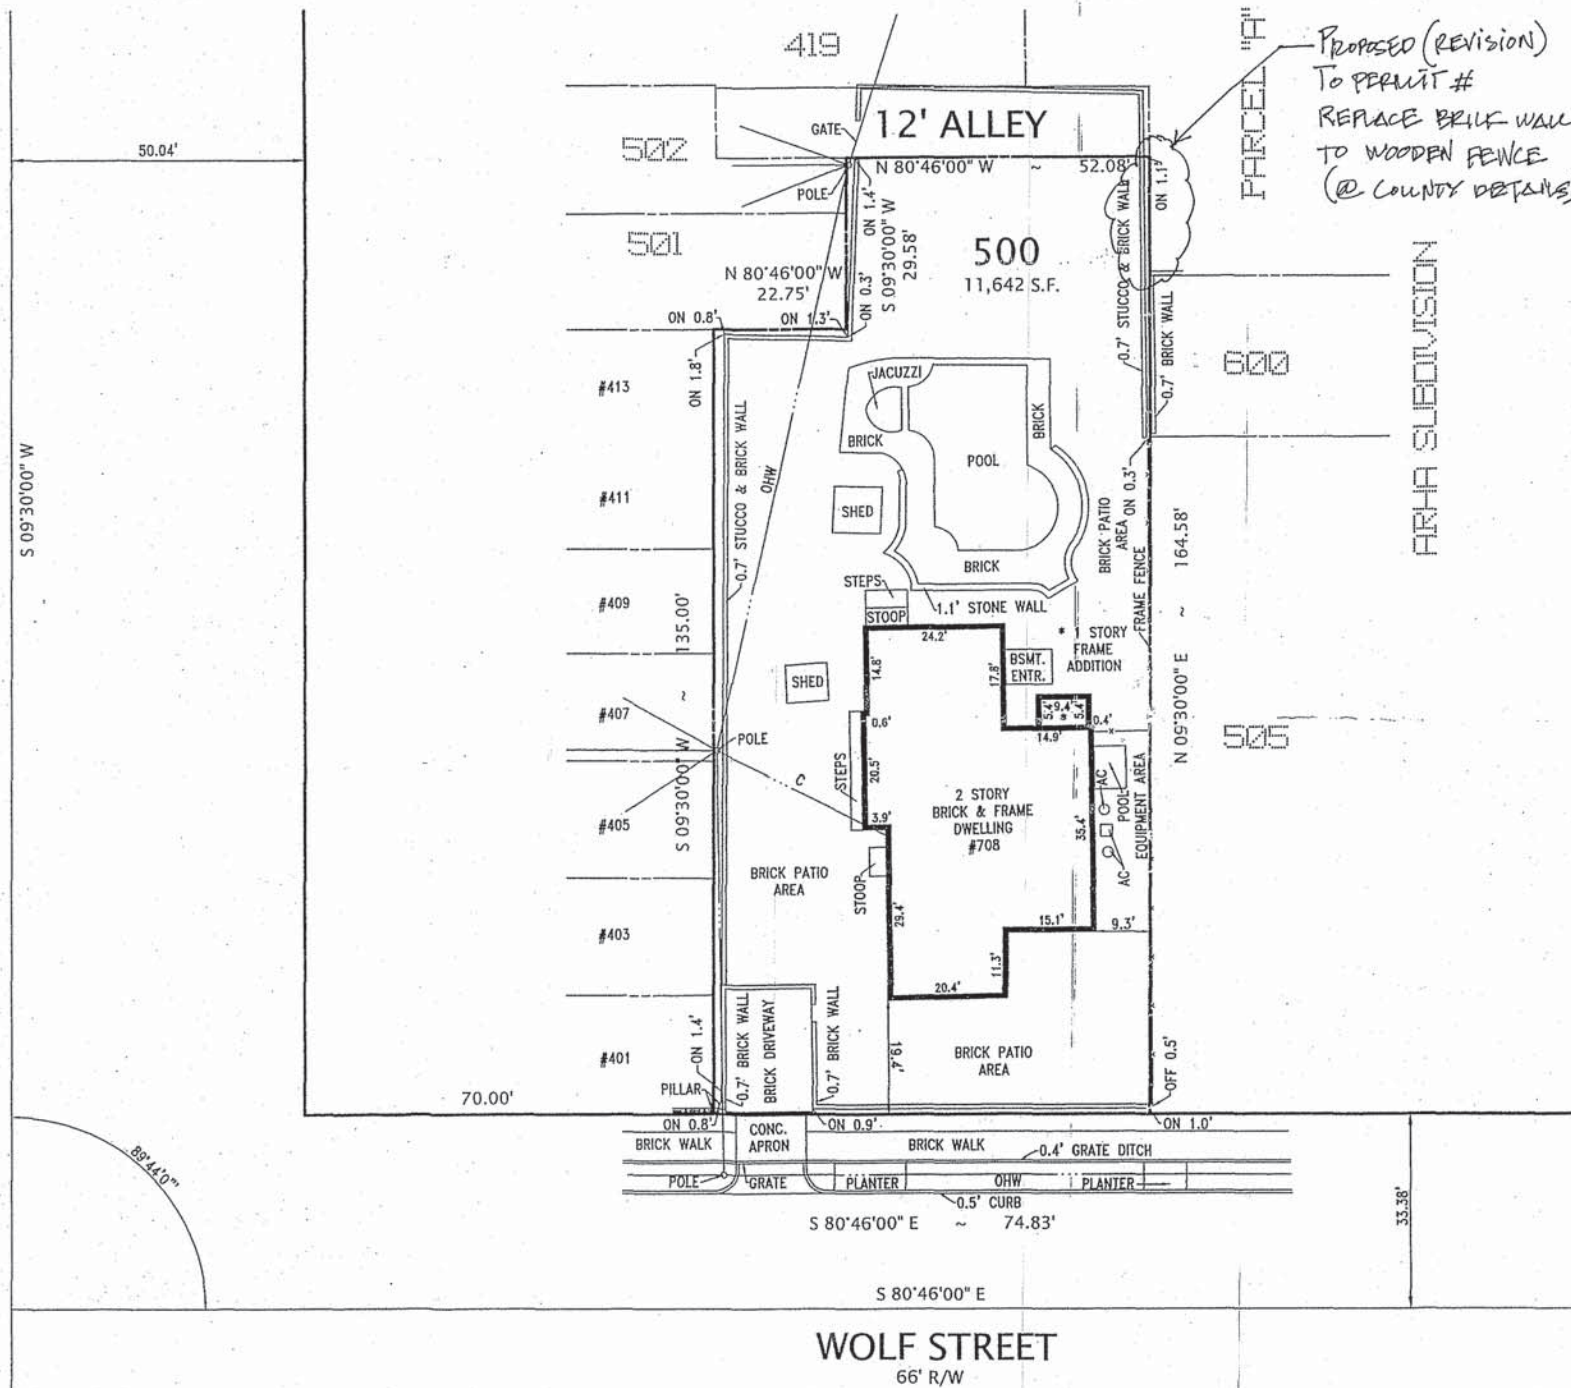 419
PARCEL "A"
PROPOSED (REVISION)
TO PERMIT #
REPLACE BRICK WALL
TO WOODEN FENCE
(@ COUNTY DETAILS)
GATE
12' ALLEY
502
50.04'
N 80°46'00" W ~ 52.08'
POLE
ON 1.4'
ON 1.1'
501
S 09°30'00" W
29.58'
500
11,642 S.F.
0.7' STUCCO & BRICK WALL
N 80°46'00" W
22.75'
ON 0.8'
ON 1.3'
ON 0.3'
0.7' BRICK WALL
600
ARHA SUBDIVISION
ON 1.8'
#413
JACUZZI
BRICK
BRICK
POOL
0.7' STUCCO & BRICK WALL
OHW
S 09°30'00" W
#411
SHED
BRICK PATIO
AREA
ON 0.3'
164.58'
BRICK
STEPS
STOOP
1.1' STONE WALL
#409
135.00'
~
FRAME FENCE
~
24.2'
* 1 STORY
FRAME
ADDITION
BSMT.
ENTR.
14.8'
17.8'
SHED
N 09°30'00" E
#407
~
0.6'
5.4'
9.4'
*
5.4'
0.4'
14.9'
505
POLE
S 09°30'00" W
C
STEPS
20.5'
3.9'
2 STORY
BRICK & FRAME
DWELLING
#708
35.4'
AC
POOL
EQUIPMENT AREA
AC
#405
BRICK PATIO
AREA
STOOP
29.4'
15.1'
9.3'
#403
11.3'
20.4'
ON 1.4'
0.7' BRICK WALL
BRICK DRIVEWAY
0.7' BRICK WALL
19.4'
BRICK PATIO
AREA
OFF 0.5'
#401
PILLAR
70.00'
ON 0.8'
CONC.
APRON
ON 0.9'
ON 1.0'
BRICK WALK
BRICK WALK
0.4' GRATE DITCH
POLE
GRATE
PLANTER
OHW
PLANTER
0.5' CURB
S 80°46'00" E ~ 74.83'
89°44'0"'
33.38'
S 80°46'00" E
WOLF STREET
66' R/W